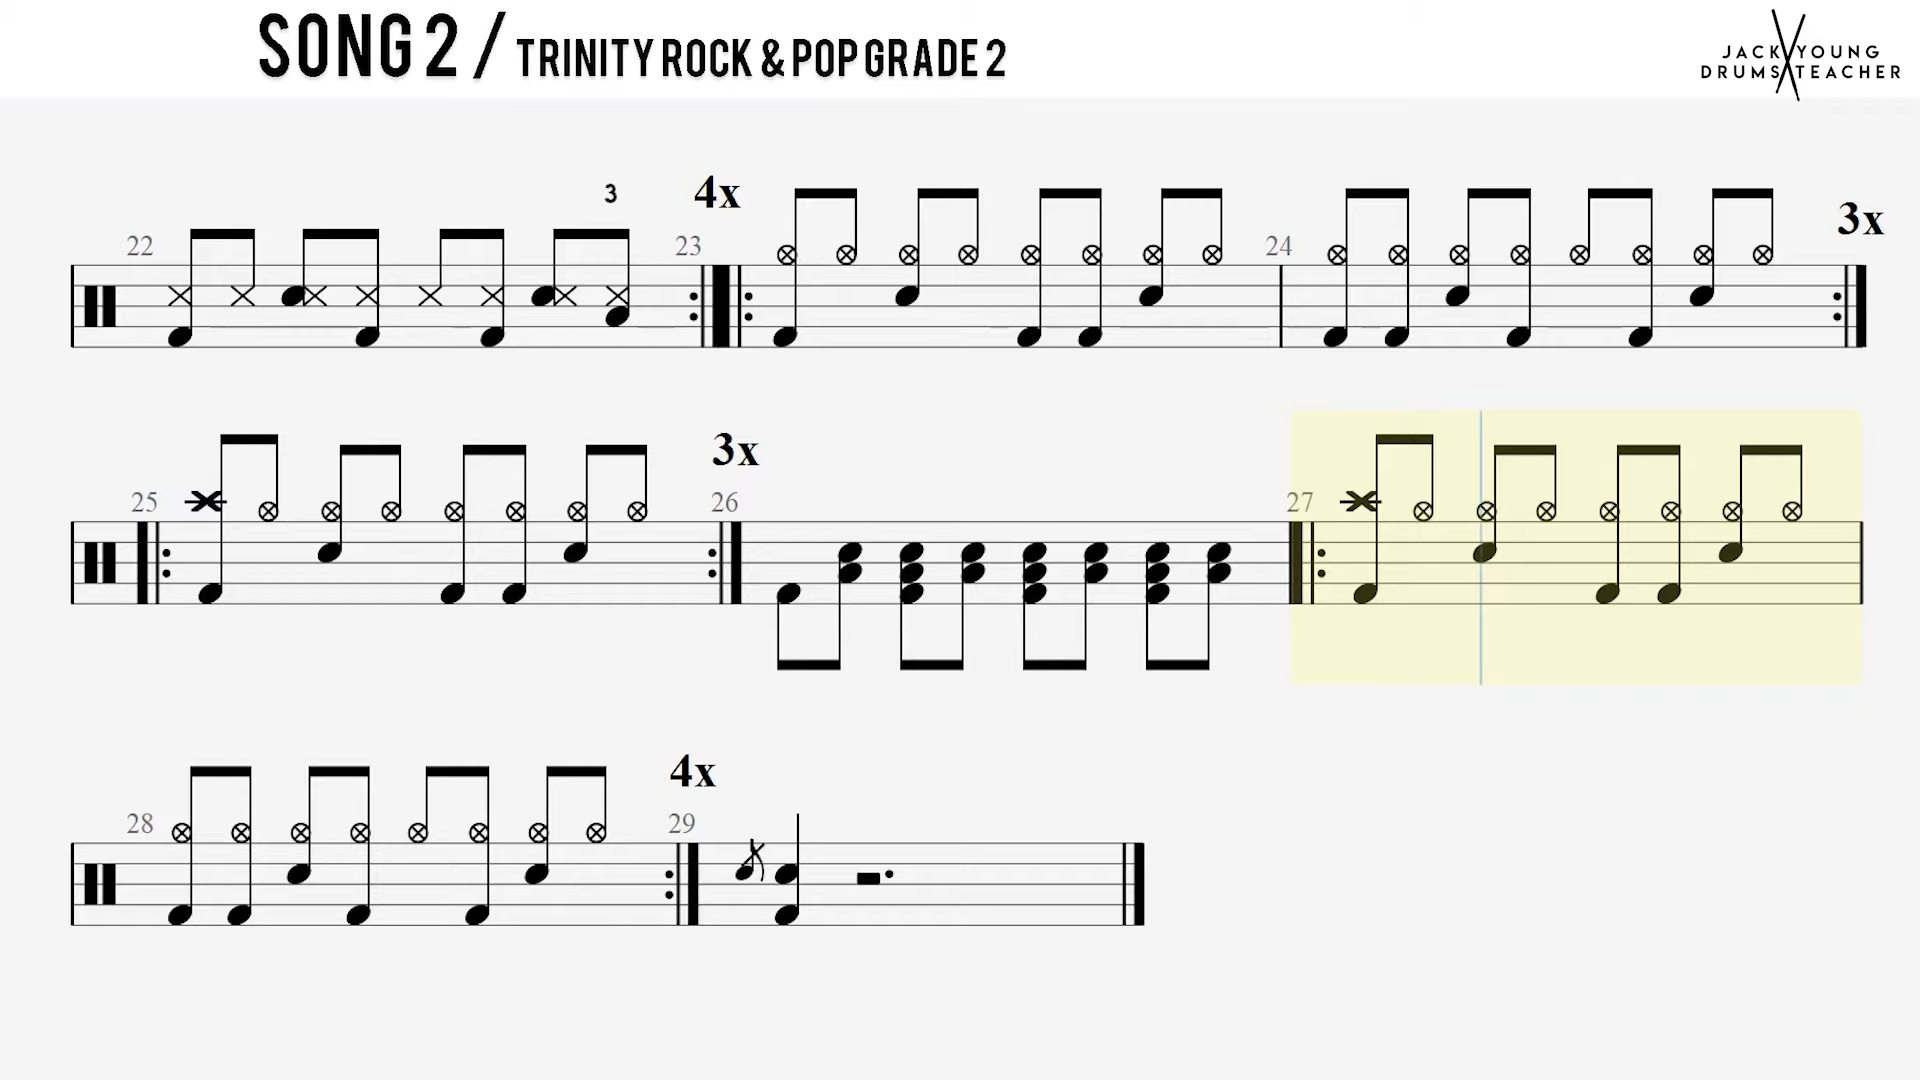 SONG 2 / TRINITY ROCK & POP GRADE 2
JACK YOUNG
DRUMS TEACHER
3
4x
3x
22
23
24
3x
25
26
27
4x
28
29